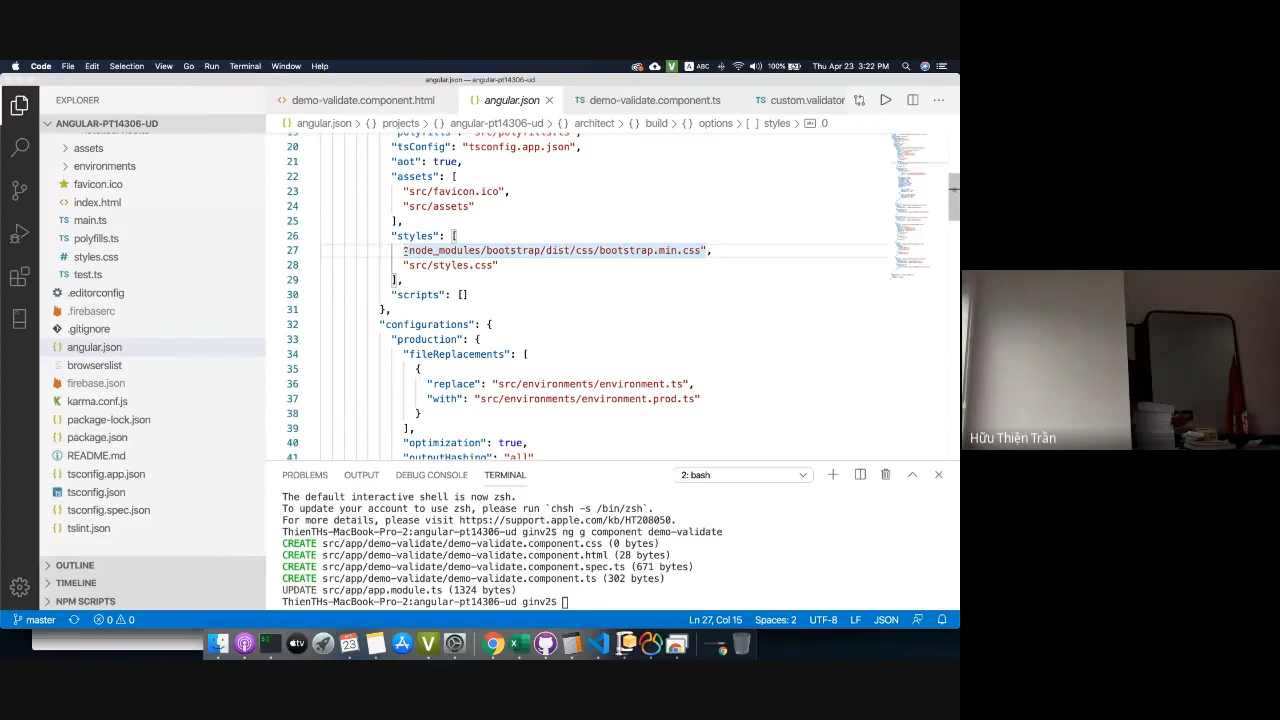 Code File Edit Selection View Go Run Terminal Window Help
ABC 100% Thu Apr 23 3:22 PM
angular.json — angular-pt14306-ud
EXPLORER
demo-validate.component.html
angular.json
demo-validate.component.ts
custom.validator
ANGULAR-PT14306-UD
angular.json > {} projects > {} angular-pt14306-ud > {} architect > {} build > {} options > [ ] styles > 0
assets
environments
favicon.ico
index.html
main.ts
polyfills.ts
styles.css
test.ts
.editorconfig
.firebaserc
.gitignore
angular.json
browserslist
firebase.json
karma.conf.js
package-lock.json
package.json
README.md
tsconfig.app.json
tsconfig.json
tsconfig.spec.json
tslint.json
OUTLINE
TIMELINE
NPM SCRIPTS
"polyfills": "src/polyfills.ts",
"tsConfig": "tsconfig.app.json",
"aot": true,
"assets": [
"src/favicon.ico",
"src/assets"
],
"styles": [
bootstrap/dist/css/bootstrap.min.css",
"src/styles.css"
],
30 "scripts": []
31 },
32 "configurations": {
33 "production": {
34 "fileReplacements": [
35 {
36 "replace": "src/environments/environment.ts",
37 "with": "src/environments/environment.prod.ts"
38 }
39 ],
40 "optimization": true,
41 "outputHashing": "all"
PROBLEMS OUTPUT DEBUG CONSOLE TERMINAL
2: bash
The default interactive shell is now zsh.
To update your account to use zsh, please run `chsh -s /bin/zsh`.
For more details, please visit https://support.apple.com/kb/HT208050.
ThienTHs-MacBook-Pro-2:angular-pt14306-ud ginv2$ ng g component demo-validate
CREATE src/app/demo-validate/demo-validate.component.css (0 bytes)
CREATE src/app/demo-validate/demo-validate.component.html (28 bytes)
CREATE src/app/demo-validate/demo-validate.component.spec.ts (671 bytes)
CREATE src/app/demo-validate/demo-validate.component.ts (302 bytes)
UPDATE src/app/app.module.ts (1324 bytes)
ThienTHs-MacBook-Pro-2:angular-pt14306-ud ginv2$
master 0 0 Ln 27, Col 15 Spaces: 2 UTF-8 LF JSON
Hữu Thiện Trần